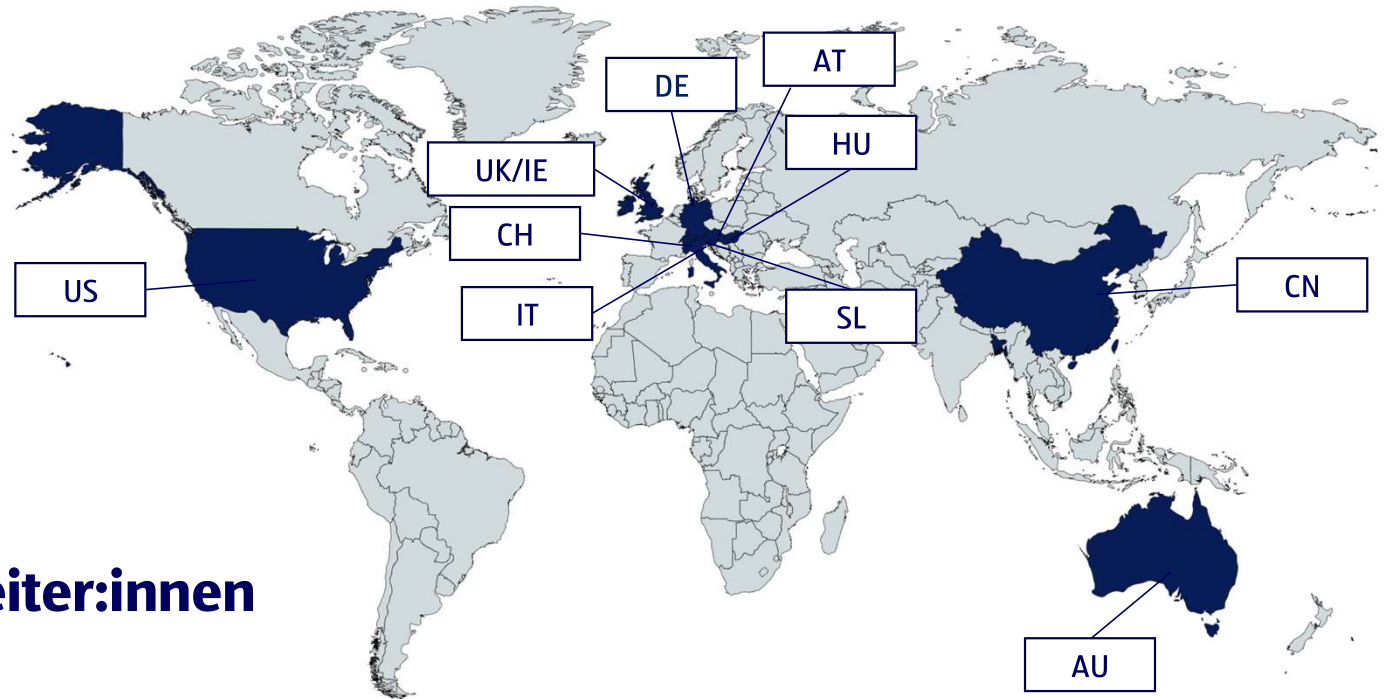 AT
DE
HU
UK/IE
CH
US
IT
SL
CN
eiter:innen
AU